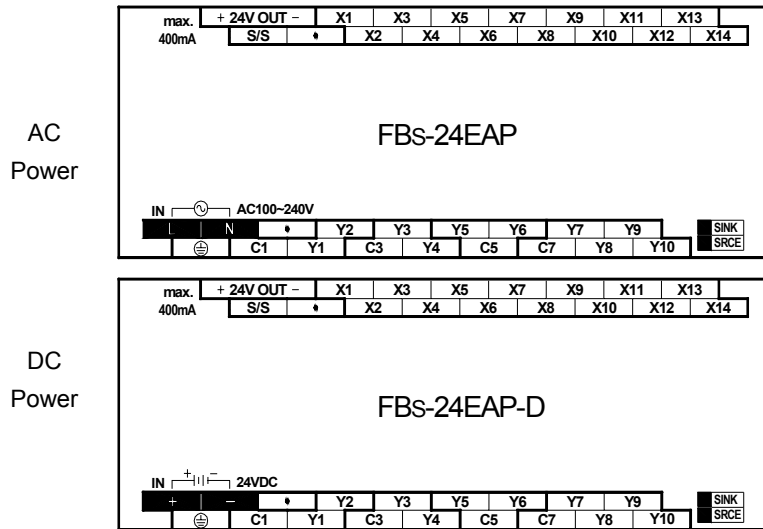 max. + 24V OUT − X1 X3 X5 X7 X9 X11 X13
400mA S/S • X2 X4 X6 X8 X10 X12 X14
AC
Power
FBs-24EAP
IN AC100~240V
L N • Y2 Y3 Y5 Y6 Y7 Y9 SINK
C1 Y1 C3 Y4 C5 C7 Y8 Y10 SRCE
max. + 24V OUT − X1 X3 X5 X7 X9 X11 X13
400mA S/S • X2 X4 X6 X8 X10 X12 X14
DC
Power
FBs-24EAP-D
IN + − 24VDC
+ − • Y2 Y3 Y5 Y6 Y7 Y9 SINK
C1 Y1 C3 Y4 C5 C7 Y8 Y10 SRCE